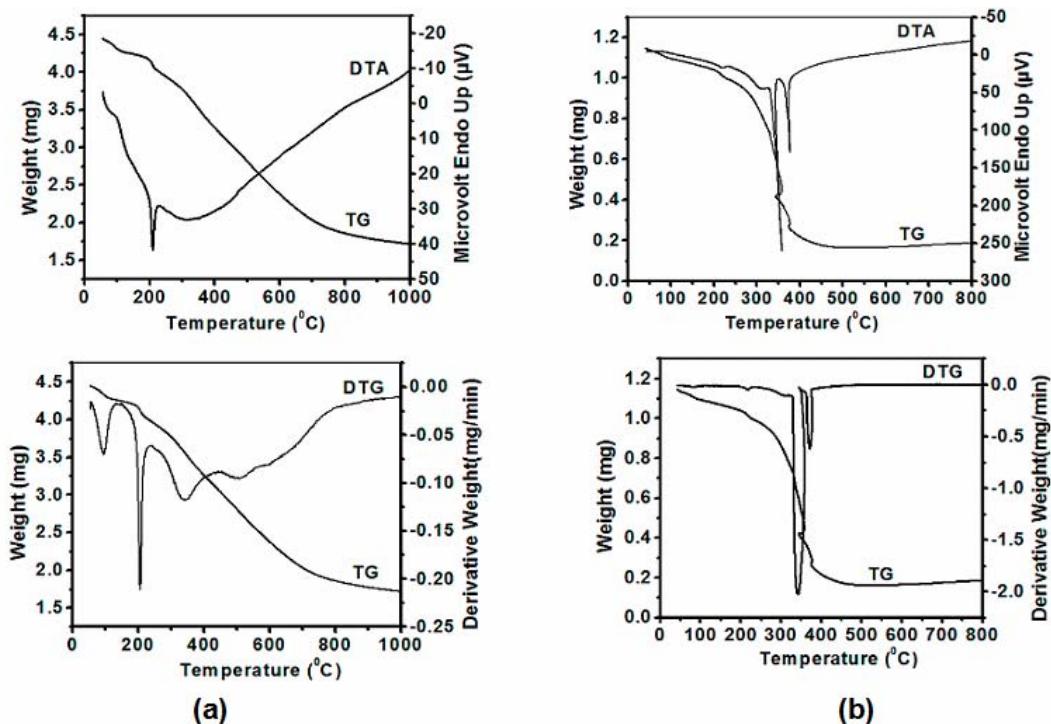 4.5
4.0
3.5
3.0
2.5
2.0
1.5
Weight (mg)
DTA
TG
-20
-10
0
10
20
30
40
50
Microvolt Endo Up (µV)
0 200 400 600 800 1000
Temperature (⁰C)
1.2
1.0
0.8
0.6
0.4
0.2
0.0
Weight (mg)
DTA
TG
-50
0
50
100
150
200
250
300
Microvolt Endo Up (µV)
0 100 200 300 400 500 600 700 800
Temperature (⁰C)
4.5
4.0
3.5
3.0
2.5
2.0
1.5
Weight (mg)
DTG
TG
0.00
-0.05
-0.10
-0.15
-0.20
-0.25
Derivative Weight(mg/min)
0 200 400 600 800 1000
Temperature (⁰C)
1.2
1.0
0.8
0.6
0.4
0.2
0.0
Weight (mg)
DTG
TG
0.0
-0.5
-1.0
-1.5
-2.0
Derivative Weight(mg/min)
0 100 200 300 400 500 600 700 800
Temperature (⁰C)
(a) (b)